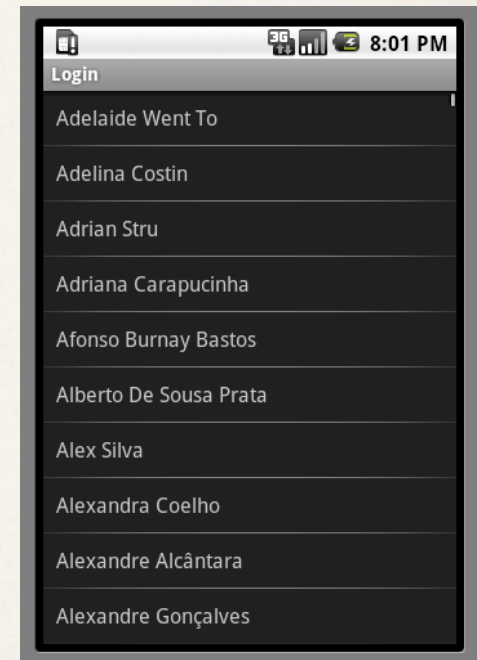 3G 8:01 PM
Login
Adelaide Went To
Adelina Costin
Adrian Stru
Adriana Carapucinha
Afonso Burnay Bastos
Alberto De Sousa Prata
Alex Silva
Alexandra Coelho
Alexandre Alcântara
Alexandre Gonçalves